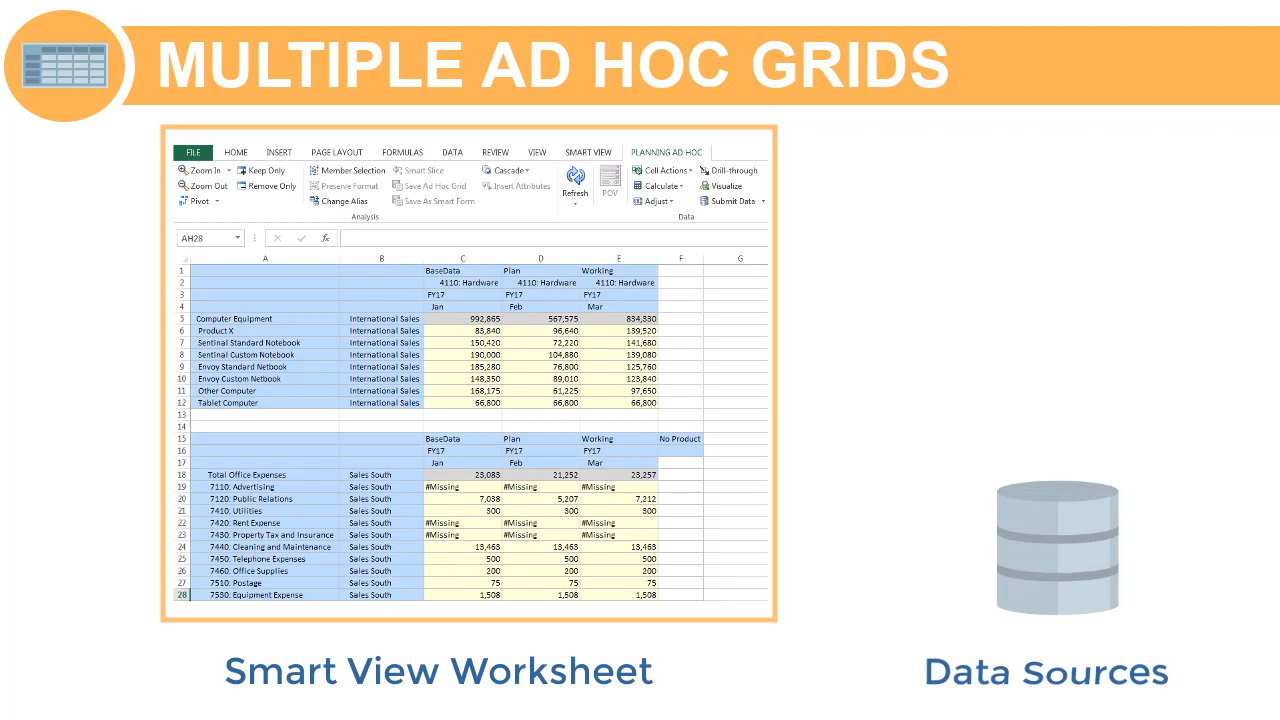 MULTIPLE AD HOC GRIDS
FILE HOME INSERT PAGE LAYOUT FORMULAS DATA REVIEW VIEW SMART VIEW PLANNING AD HOC
Zoom In Keep Only Member Selection Smart Slice Cascade Refresh POV Cell Actions Drill-through
Zoom Out Remove Only Preserve Format Save Ad Hoc Grid Insert Attributes Calculate Visualize
Pivot Change Alias Save As Smart Form Adjust Submit Data
Analysis Data
AH28 fx
A B C D E F G
1 BaseData Plan Working
2 4110: Hardware 4110: Hardware 4110: Hardware
3 FY17 FY17 FY17
4 Jan Feb Mar
5 Computer Equipment International Sales 992,865 567,575 834,330
6 Product X International Sales 83,840 96,640 139,520
7 Sentinal Standard Notebook International Sales 150,420 72,220 141,680
8 Sentinal Custom Notebook International Sales 190,000 104,880 139,080
9 Envoy Standard Netbook International Sales 185,280 76,800 125,760
10 Envoy Custom Netbook International Sales 148,350 89,010 123,840
11 Other Computer International Sales 168,175 61,225 97,650
12 Tablet Computer International Sales 66,800 66,800 66,800
13
14
15 BaseData Plan Working No Product
16 FY17 FY17 FY17
17 Jan Feb Mar
18 Total Office Expenses Sales South 23,083 21,252 23,257
19 7110: Advertising Sales South #Missing #Missing #Missing
20 7120: Public Relations Sales South 7,038 5,207 7,212
21 7410: Utilities Sales South 300 300 300
22 7420: Rent Expense Sales South #Missing #Missing #Missing
23 7430: Property Tax and Insurance Sales South #Missing #Missing #Missing
24 7440: Cleaning and Maintenance Sales South 13,463 13,463 13,463
25 7450: Telephone Expenses Sales South 500 500 500
26 7460: Office Supplies Sales South 200 200 200
27 7510: Postage Sales South 75 75 75
28 7530: Equipment Expense Sales South 1,508 1,508 1,508
Smart View Worksheet
Data Sources